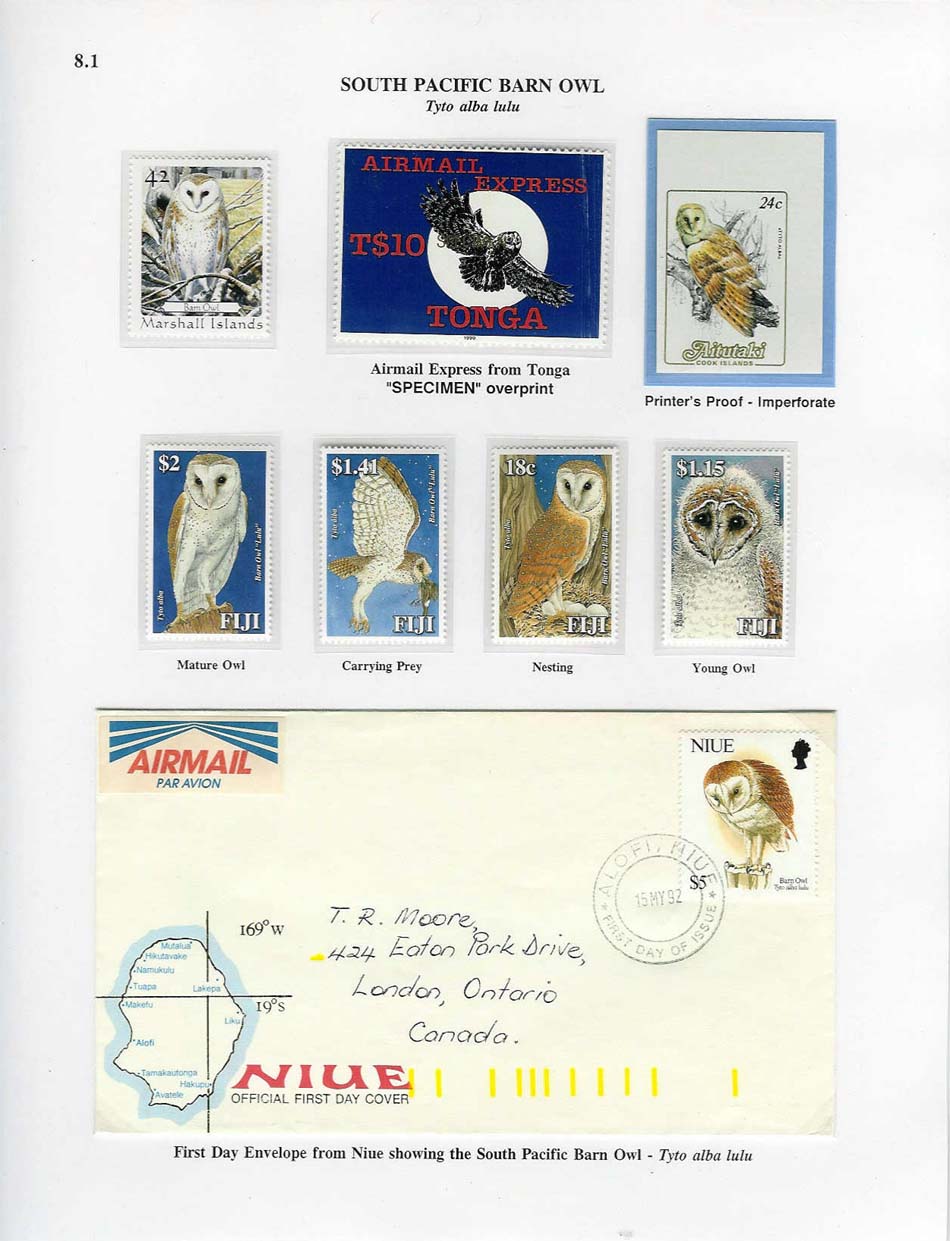 8.1
SOUTH PACIFIC BARN OWL
Tyto alba lulu
42
Barn Owl
Marshall Islands
AIRMAIL
EXPRESS
T$10
TONGA
1999
24c
Aitutaki
COOK ISLANDS
Airmail Express from Tonga
"SPECIMEN" overprint
Printer's Proof - Imperforate
$2
Barn Owl "Lulu"
Tyto alba
FIJI
$1.41
Tyto alba
Barn Owl "Lulu"
FIJI
18c
Tyto alba
Barn Owl "Lulu"
FIJI
$1.15
Barn Owl "Lulu"
Tyto alba
FIJI
Mature Owl
Carrying Prey
Nesting
Young Owl
AIRMAIL
PAR AVION
NIUE
$5
Barn Owl
Tyto alba lulu
ALOFI, NIUE
15 MY 92
FIRST DAY OF ISSUE
T. R. Moore,
424 Eaton Park Drive,
London, Ontario
Canada.
169°W
19°S
Mutalua
Hikutavake
Namukulu
Tuapa
Lakepa
Makefu
Liku
Alofi
Tamakautonga
Hakupu
Avatele
NIUE
OFFICIAL FIRST DAY COVER
First Day Envelope from Niue showing the South Pacific Barn Owl - Tyto alba lulu